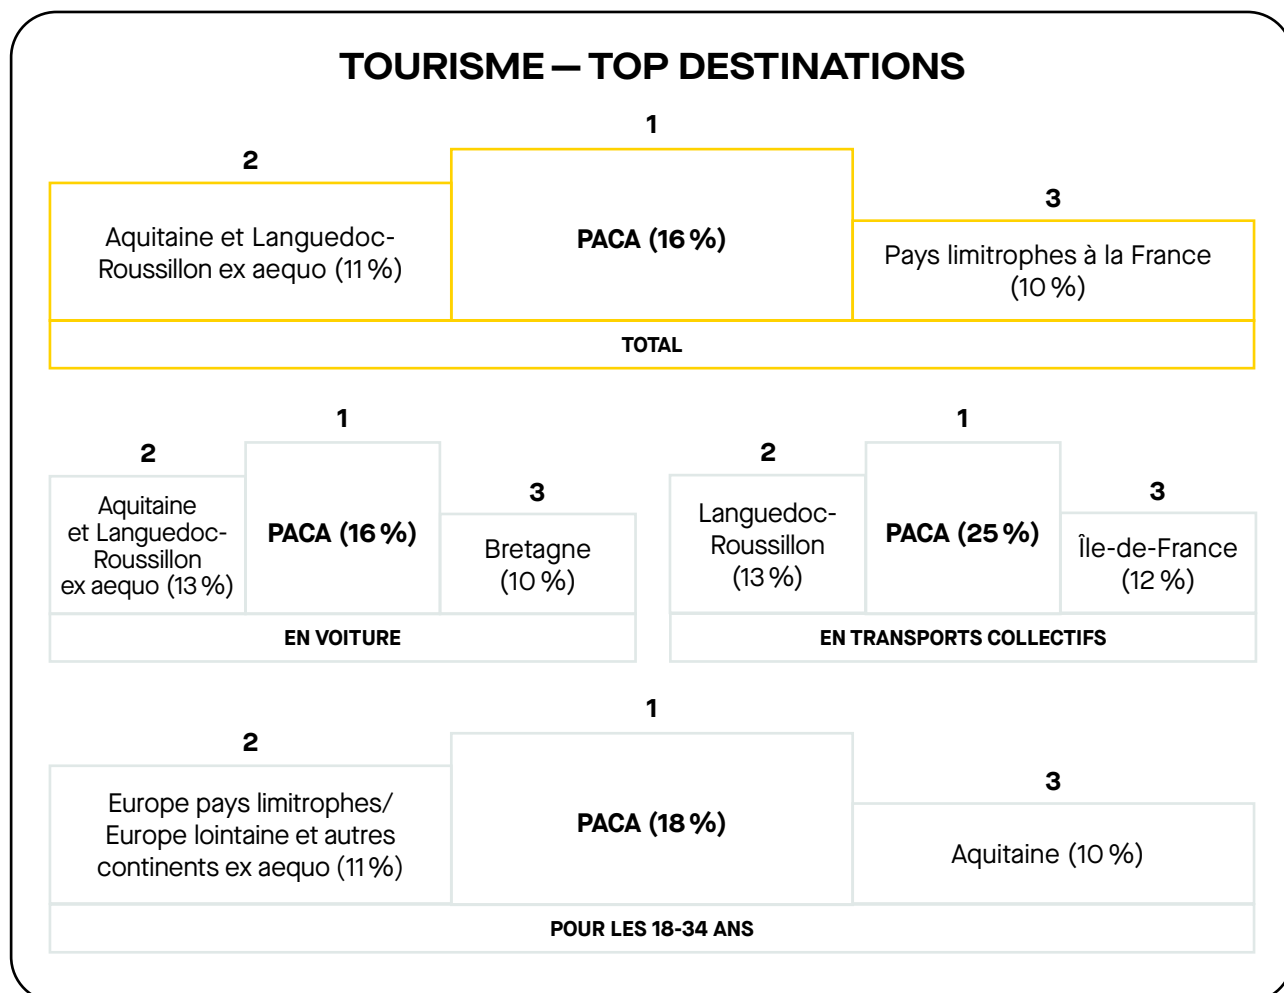 TOURISME — TOP DESTINATIONS
1
2
3
Aquitaine et Languedoc-
Roussillon ex aequo (11 %)
PACA (16 %)
Pays limitrophes à la France
(10 %)
TOTAL
1
2
3
Aquitaine
et Languedoc-
Roussillon
ex aequo (13 %)
PACA (16 %)
Bretagne
(10 %)
EN VOITURE
1
2
3
Languedoc-
Roussillon
(13 %)
PACA (25 %)
Île-de-France
(12 %)
EN TRANSPORTS COLLECTIFS
1
2
3
Europe pays limitrophes/
Europe lointaine et autres
continents ex aequo (11 %)
PACA (18 %)
Aquitaine (10 %)
POUR LES 18-34 ANS